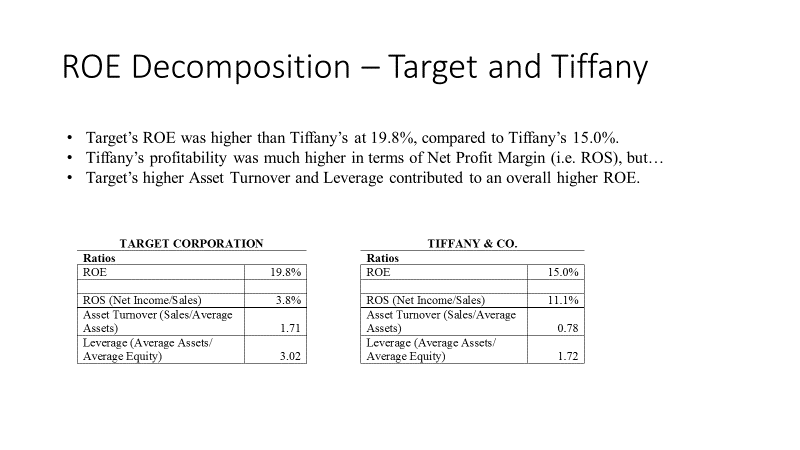 ROE Decomposition – Target and Tiffany
• Target’s ROE was higher than Tiffany’s at 19.8%, compared to Tiffany’s 15.0%.
• Tiffany’s profitability was much higher in terms of Net Profit Margin (i.e. ROS), but…
• Target’s higher Asset Turnover and Leverage contributed to an overall higher ROE.
TARGET CORPORATION
Ratios
ROE 19.8%
ROS (Net Income/Sales) 3.8%
Asset Turnover (Sales/Average
Assets) 1.71
Leverage (Average Assets/
Average Equity) 3.02
TIFFANY & CO.
Ratios
ROE 15.0%
ROS (Net Income/Sales) 11.1%
Asset Turnover (Sales/Average
Assets) 0.78
Leverage (Average Assets/
Average Equity) 1.72